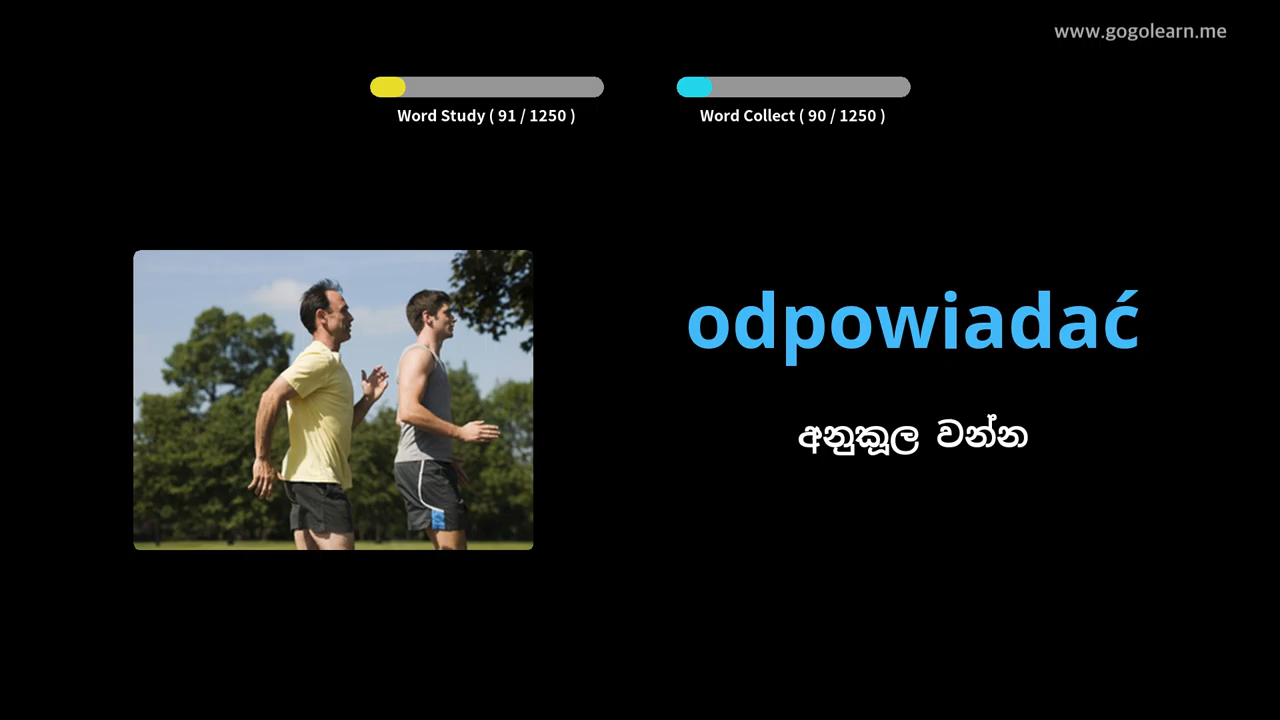 www.gogolearn.me
Word Study ( 91 / 1250 )
Word Collect ( 90 / 1250 )
odpowiadać
අනුකූල වන්න